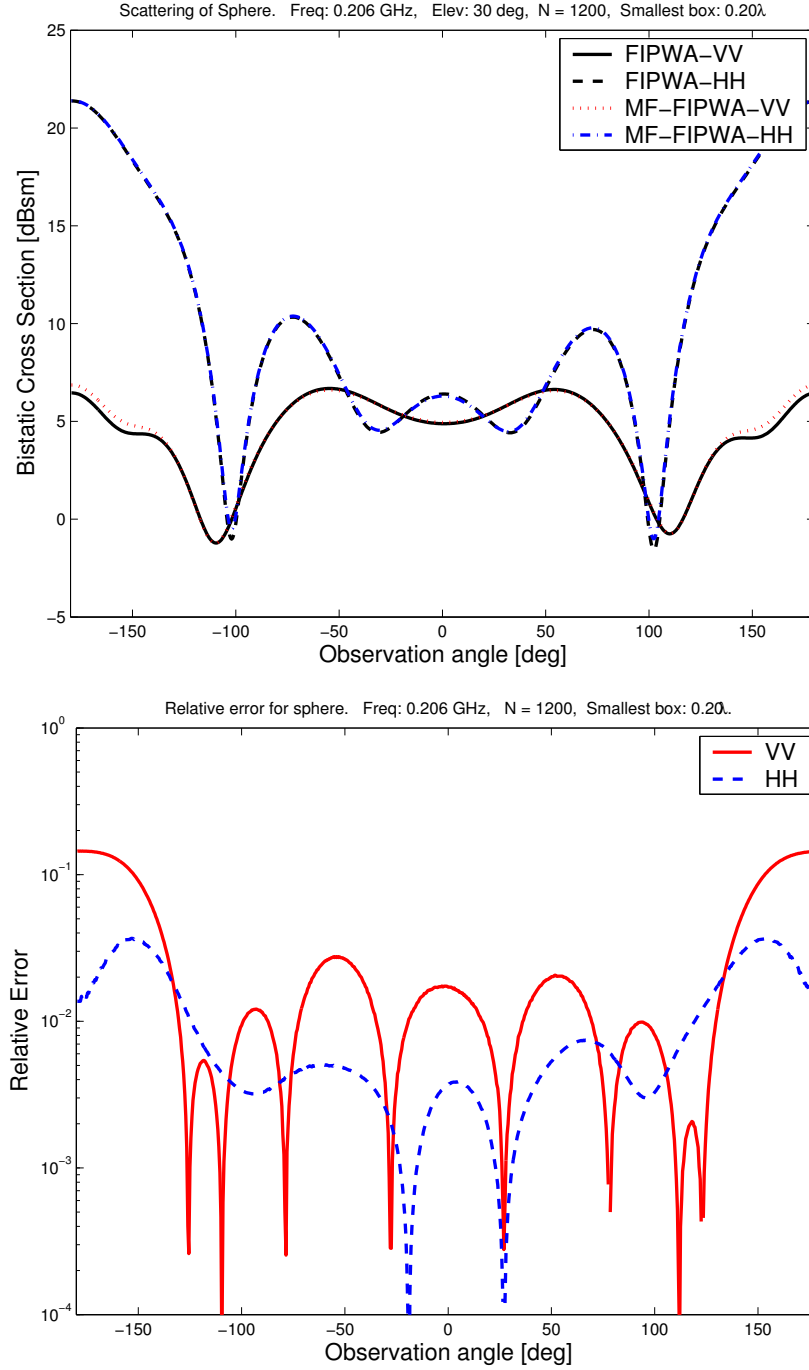 Scattering of Sphere. Freq: 0.206 GHz, Elev: 30 deg, N = 1200, Smallest box: 0.20λ
25
20
15
10
5
0
−5
Bistatic Cross Section [dBsm]
FIPWA−VV
FIPWA−HH
MF−FIPWA−VV
MF−FIPWA−HH
−150 −100 −50 0 50 100 150
Observation angle [deg]
Relative error for sphere. Freq: 0.206 GHz, N = 1200, Smallest box: 0.20λ.
10^0
10^−1
10^−2
10^−3
10^−4
Relative Error
VV
HH
−150 −100 −50 0 50 100 150
Observation angle [deg]